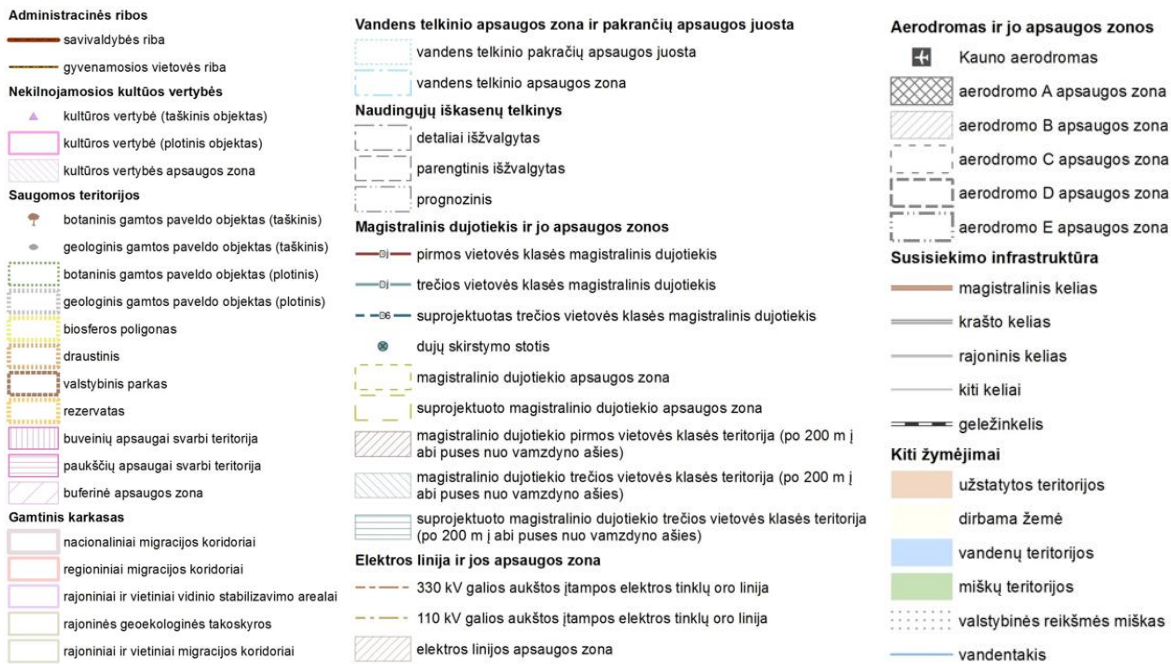 Administracinės ribos
savivaldybės riba
gyvenamosios vietovės riba
Nekilnojamosios kultūos vertybės
kultūros vertybė (taškinis objektas)
kultūros vertybė (plotinis objektas)
kultūros vertybės apsaugos zona
Saugomos teritorijos
botaninis gamtos paveldo objektas (taškinis)
geologinis gamtos paveldo objektas (taškinis)
botaninis gamtos paveldo objektas (plotinis)
geologinis gamtos paveldo objektas (plotinis)
biosferos poligonas
draustinis
valstybinis parkas
rezervatas
buveinių apsaugai svarbi teritorija
paukščių apsaugai svarbi teritorija
buferinė apsaugos zona
Gamtinis karkasas
nacionaliniai migracijos koridoriai
regioniniai migracijos koridoriai
rajoniniai ir vietiniai vidinio stabilizavimo arealai
rajoninės geoekologinės takoskyros
rajoniniai ir vietiniai migracijos koridoriai
Vandens telkinio apsaugos zona ir pakrančių apsaugos juosta
vandens telkinio pakračių apsaugos juosta
vandens telkinio apsaugos zona
Naudingųjų iškasenų telkinys
detaliai išžvalgytas
parengtinis išžvalgytas
prognozinis
Magistralinis dujotiekis ir jo apsaugos zonos
Dj pirmos vietovės klasės magistralinis dujotiekis
Dj trečios vietovės klasės magistralinis dujotiekis
D6 suprojektuotas trečios vietovės klasės magistralinis dujotiekis
dujų skirstymo stotis
magistralinio dujotiekio apsaugos zona
suprojektuoto magistralinio dujotiekio apsaugos zona
magistralinio dujotiekio pirmos vietovės klasės teritorija (po 200 m į
abi puses nuo vamzdyno ašies)
magistralinio dujotiekio trečios vietovės klasės teritorija (po 200 m į
abi puses nuo vamzdyno ašies)
suprojektuoto magistralinio dujotiekio trečios vietovės klasės teritorija
(po 200 m į abi puses nuo vamzdyno ašies)
Elektros linija ir jos apsaugos zona
330 kV galios aukštos įtampos elektros tinklų oro linija
110 kV galios aukštos įtampos elektros tinklų oro linija
elektros linijos apsaugos zona
Aerodromas ir jo apsaugos zonos
Kauno aerodromas
aerodromo A apsaugos zona
aerodromo B apsaugos zona
aerodromo C apsaugos zona
aerodromo D apsaugos zona
aerodromo E apsaugos zona
Susisiekimo infrastruktūra
magistralinis kelias
krašto kelias
rajoninis kelias
kiti keliai
geležinkelis
Kiti žymėjimai
užstatytos teritorijos
dirbama žemė
vandenų teritorijos
miškų teritorijos
valstybinės reikšmės miškas
vandentakis